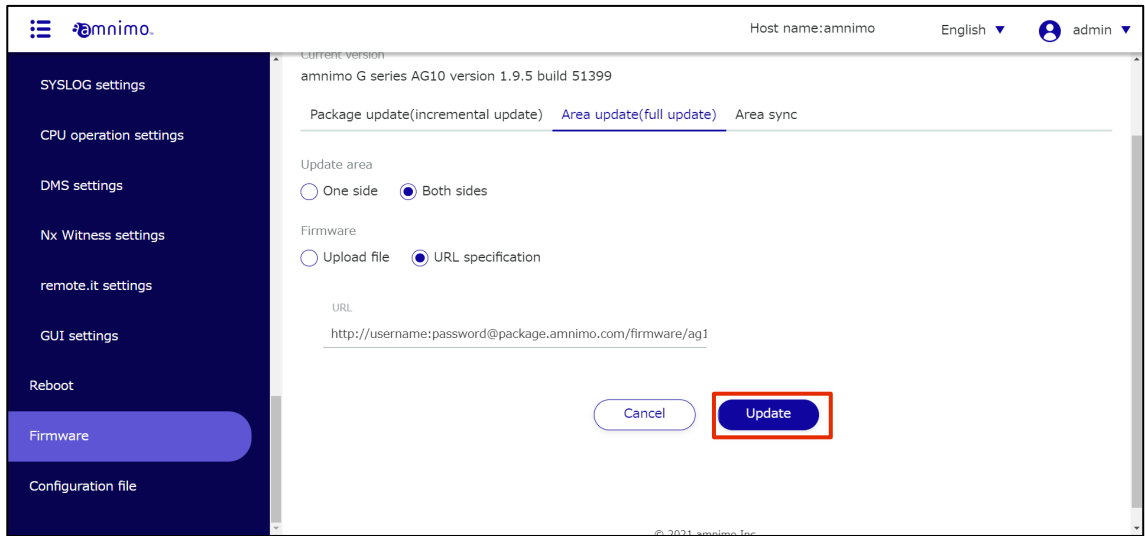 amnimo
Host name:amnimo
English
admin
SYSLOG settings
CPU operation settings
DMS settings
Nx Witness settings
remote.it settings
GUI settings
Reboot
Firmware
Configuration file
Current version
amnimo G series AG10 version 1.9.5 build 51399
Package update(incremental update) Area update(full update) Area sync
Update area
One side Both sides
Firmware
Upload file URL specification
URL
http://username:password@package.amnimo.com/firmware/ag1
Cancel Update
© 2021 amnimo Inc